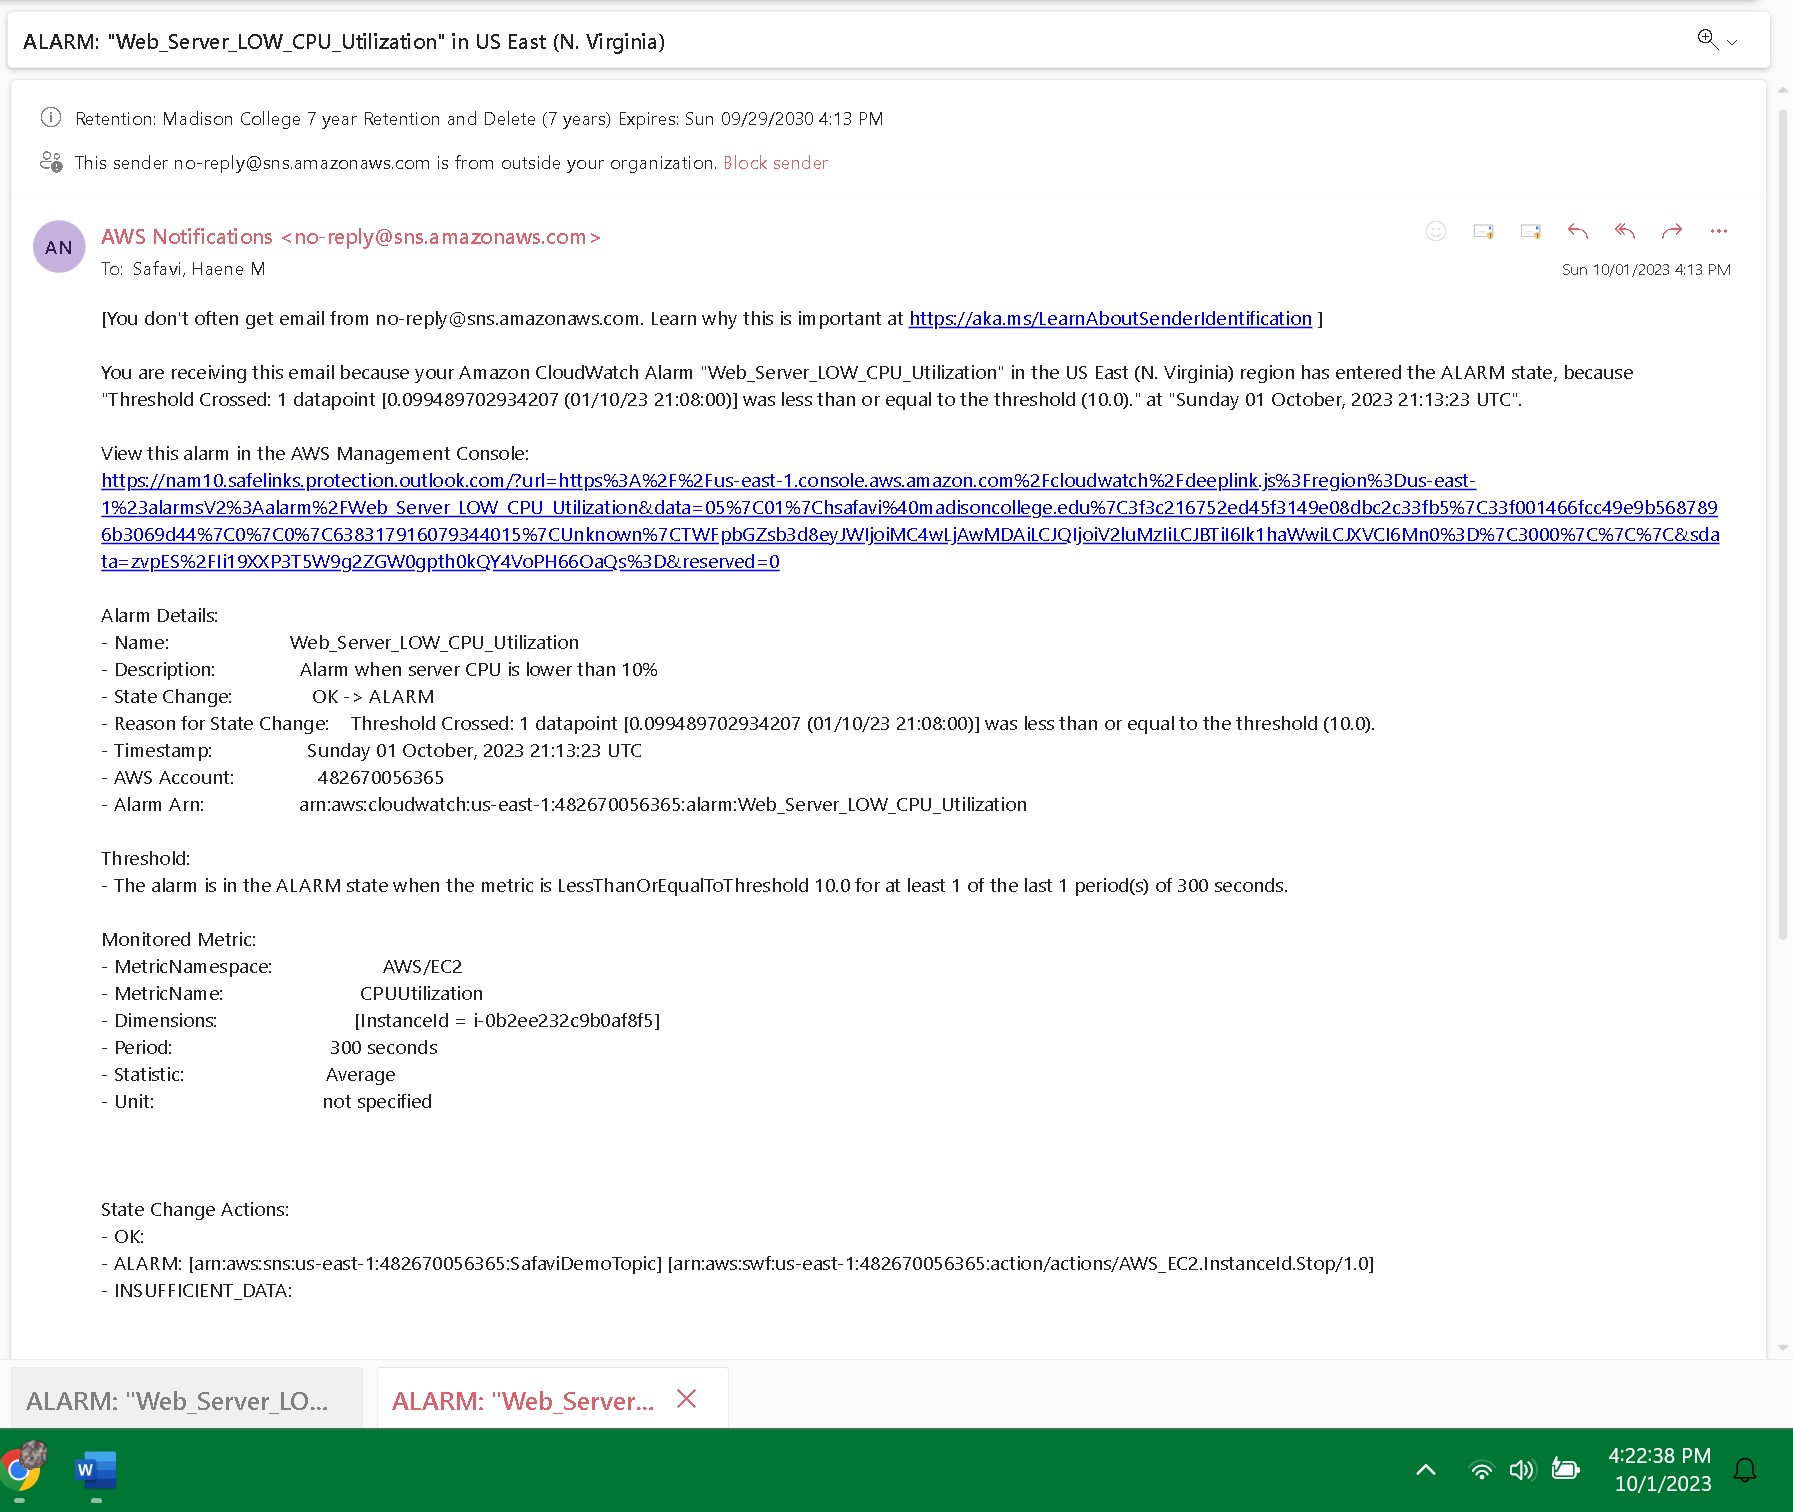 ALARM: "Web_Server_LOW_CPU_Utilization" in US East (N. Virginia)
Retention: Madison College 7 year Retention and Delete (7 years) Expires: Sun 09/29/2030 4:13 PM
This sender no-reply@sns.amazonaws.com is from outside your organization. Block sender
AN
AWS Notifications <no-reply@sns.amazonaws.com>
To: Safavi, Haene M
Sun 10/01/2023 4:13 PM
[You don't often get email from no-reply@sns.amazonaws.com. Learn why this is important at https://aka.ms/LearnAboutSenderIdentification ]
You are receiving this email because your Amazon CloudWatch Alarm "Web_Server_LOW_CPU_Utilization" in the US East (N. Virginia) region has entered the ALARM state, because
"Threshold Crossed: 1 datapoint [0.099489702934207 (01/10/23 21:08:00)] was less than or equal to the threshold (10.0)." at "Sunday 01 October, 2023 21:13:23 UTC".
View this alarm in the AWS Management Console:
https://nam10.safelinks.protection.outlook.com/?url=https%3A%2F%2Fus-east-1.console.aws.amazon.com%2Fcloudwatch%2Fdeeplink.js%3Fregion%3Dus-east-
1%23alarmsV2%3Aalarm%2FWeb_Server_LOW_CPU_Utilization&data=05%7C01%7Chsafavi%40madisoncollege.edu%7C3f3c216752ed45f3149e08dbc2c33fb5%7C33f001466fcc49e9b568789
6b3069d44%7C0%7C0%7C638317916079344015%7CUnknown%7CTWFpbGZsb3d8eyJWIjoiMC4wLjAwMDAiLCJQIjoiV2luMzIiLCJBTiI6Ik1haWwiLCJXVCI6Mn0%3D%7C3000%7C%7C%7C&sda
ta=zvpES%2FIi19XXP3T5W9g2ZGW0gpth0kQY4VoPH66OaQs%3D&reserved=0
Alarm Details:
- Name: Web_Server_LOW_CPU_Utilization
- Description: Alarm when server CPU is lower than 10%
- State Change: OK -> ALARM
- Reason for State Change: Threshold Crossed: 1 datapoint [0.099489702934207 (01/10/23 21:08:00)] was less than or equal to the threshold (10.0).
- Timestamp: Sunday 01 October, 2023 21:13:23 UTC
- AWS Account: 482670056365
- Alarm Arn: arn:aws:cloudwatch:us-east-1:482670056365:alarm:Web_Server_LOW_CPU_Utilization
Threshold:
- The alarm is in the ALARM state when the metric is LessThanOrEqualToThreshold 10.0 for at least 1 of the last 1 period(s) of 300 seconds.
Monitored Metric:
- MetricNamespace: AWS/EC2
- MetricName: CPUUtilization
- Dimensions: [InstanceId = i-0b2ee232c9b0af8f5]
- Period: 300 seconds
- Statistic: Average
- Unit: not specified
State Change Actions:
- OK:
- ALARM: [arn:aws:sns:us-east-1:482670056365:SafaviDemoTopic] [arn:aws:swf:us-east-1:482670056365:action/actions/AWS_EC2.InstanceId.Stop/1.0]
- INSUFFICIENT_DATA:
ALARM: "Web_Server_LO...
ALARM: "Web_Server...
W
4:22:38 PM
10/1/2023